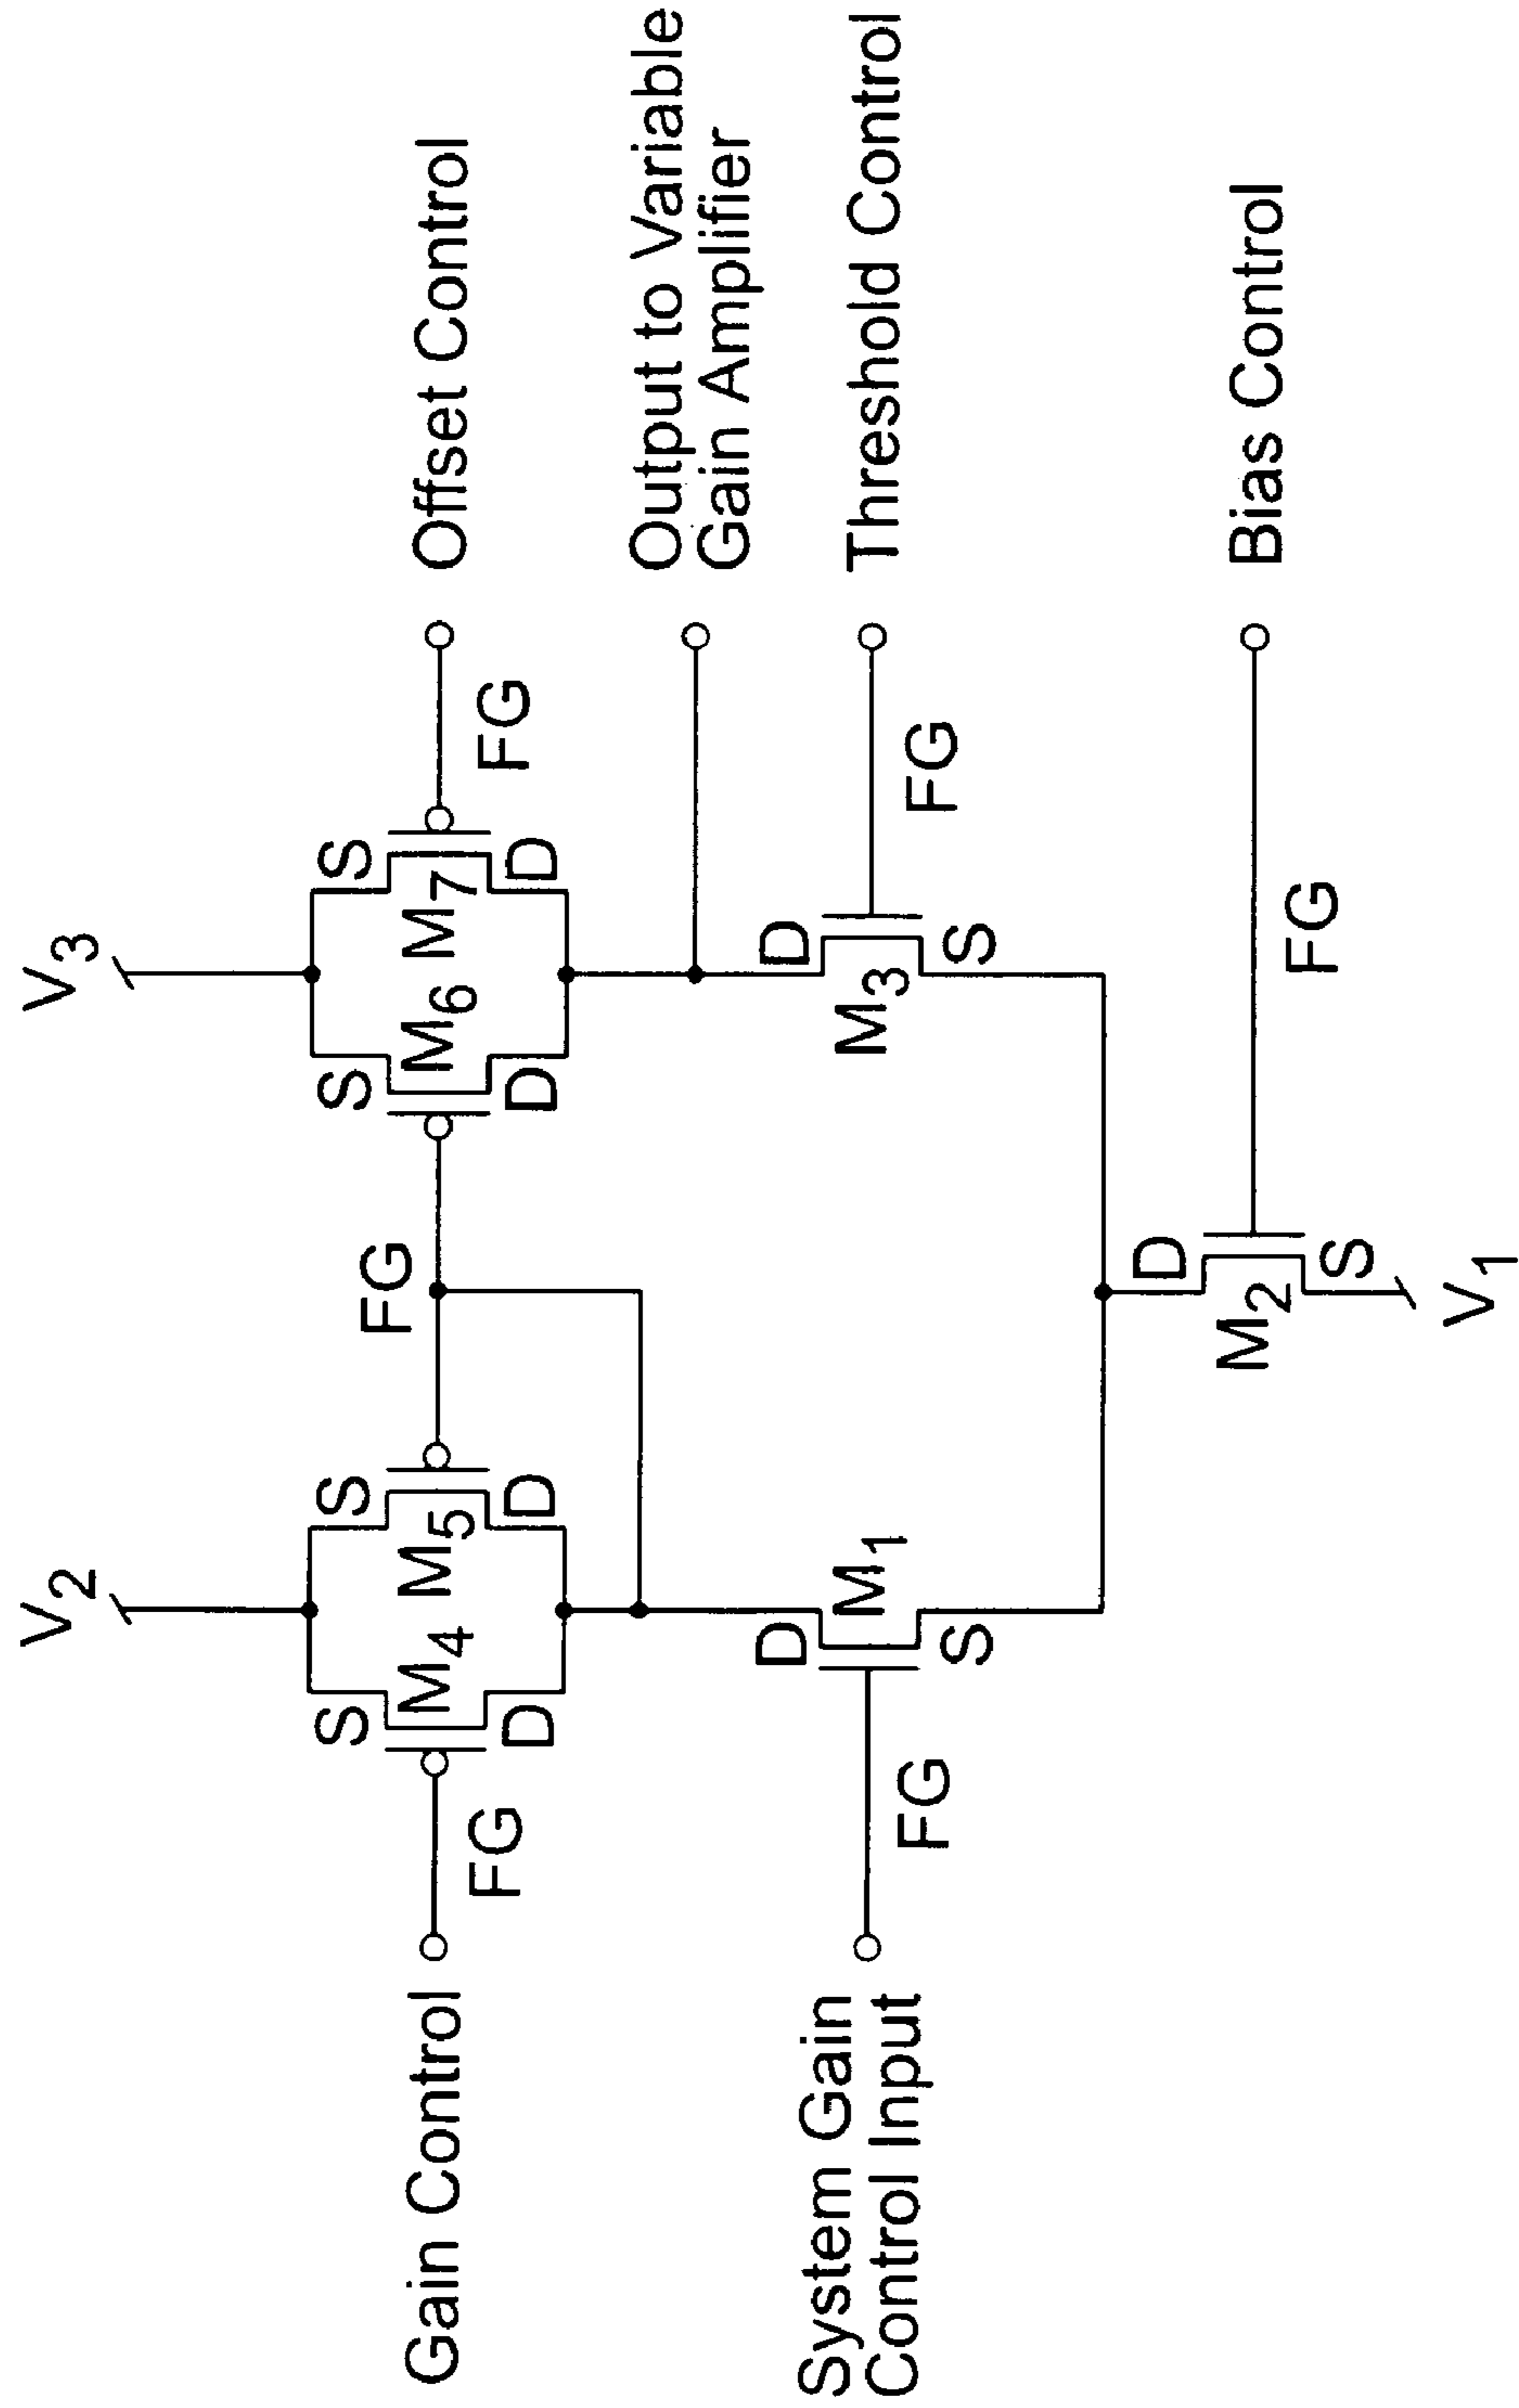 V2
V3
S
S
S
S
Gain Control
FG
M4
M5
FG
M6
M7
FG
Offset Control
D
D
D
D
Output to Variable
Gain Amplifier
System Gain
Control Input
FG
D
M1
S
D
M3
S
FG
Threshold Control
D
M2
S
FG
Bias Control
V1